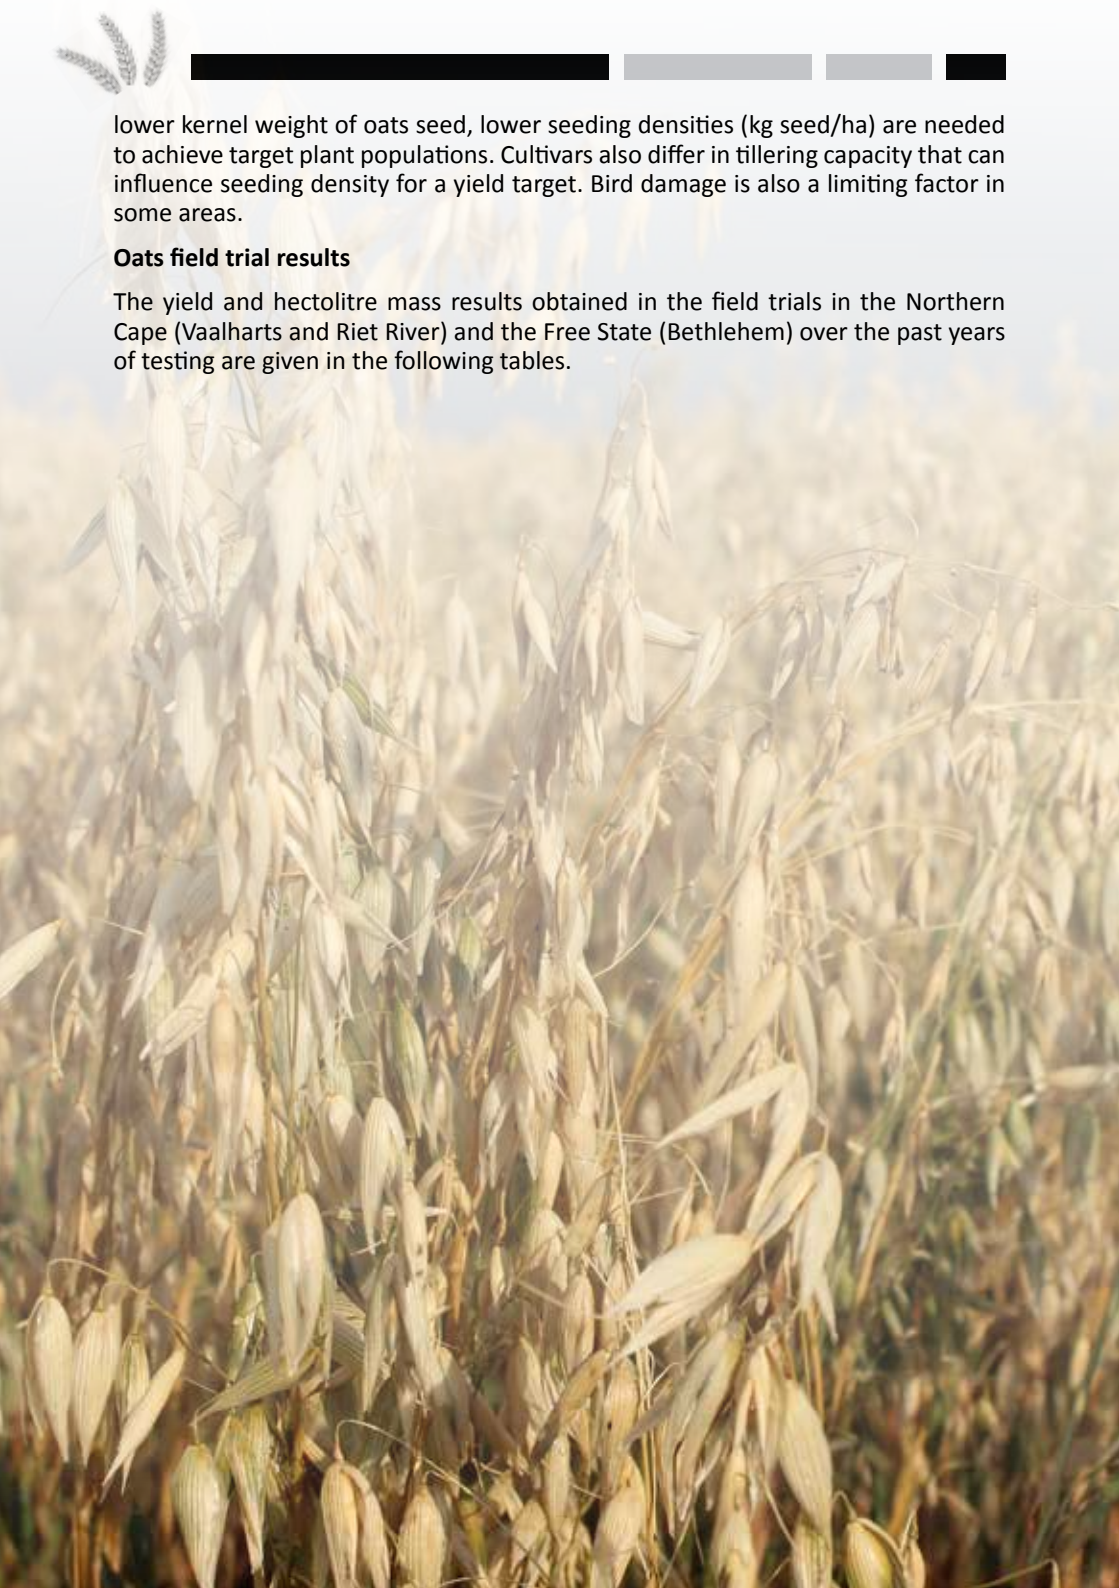 lower kernel weight of oats seed, lower seeding densities (kg seed/ha) are needed
to achieve target plant populations. Cultivars also differ in tillering capacity that can
influence seeding density for a yield target. Bird damage is also a limiting factor in
some areas.
Oats field trial results
The yield and hectolitre mass results obtained in the field trials in the Northern
Cape (Vaalharts and Riet River) and the Free State (Bethlehem) over the past years
of testing are given in the following tables.